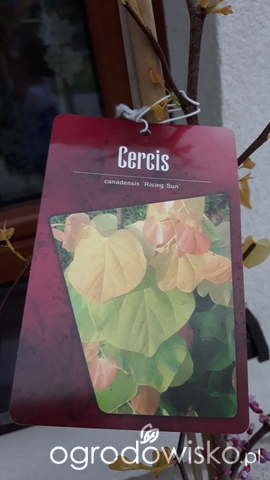 Cercis
canadensis 'Rising Sun'
ogrodowisko.pl